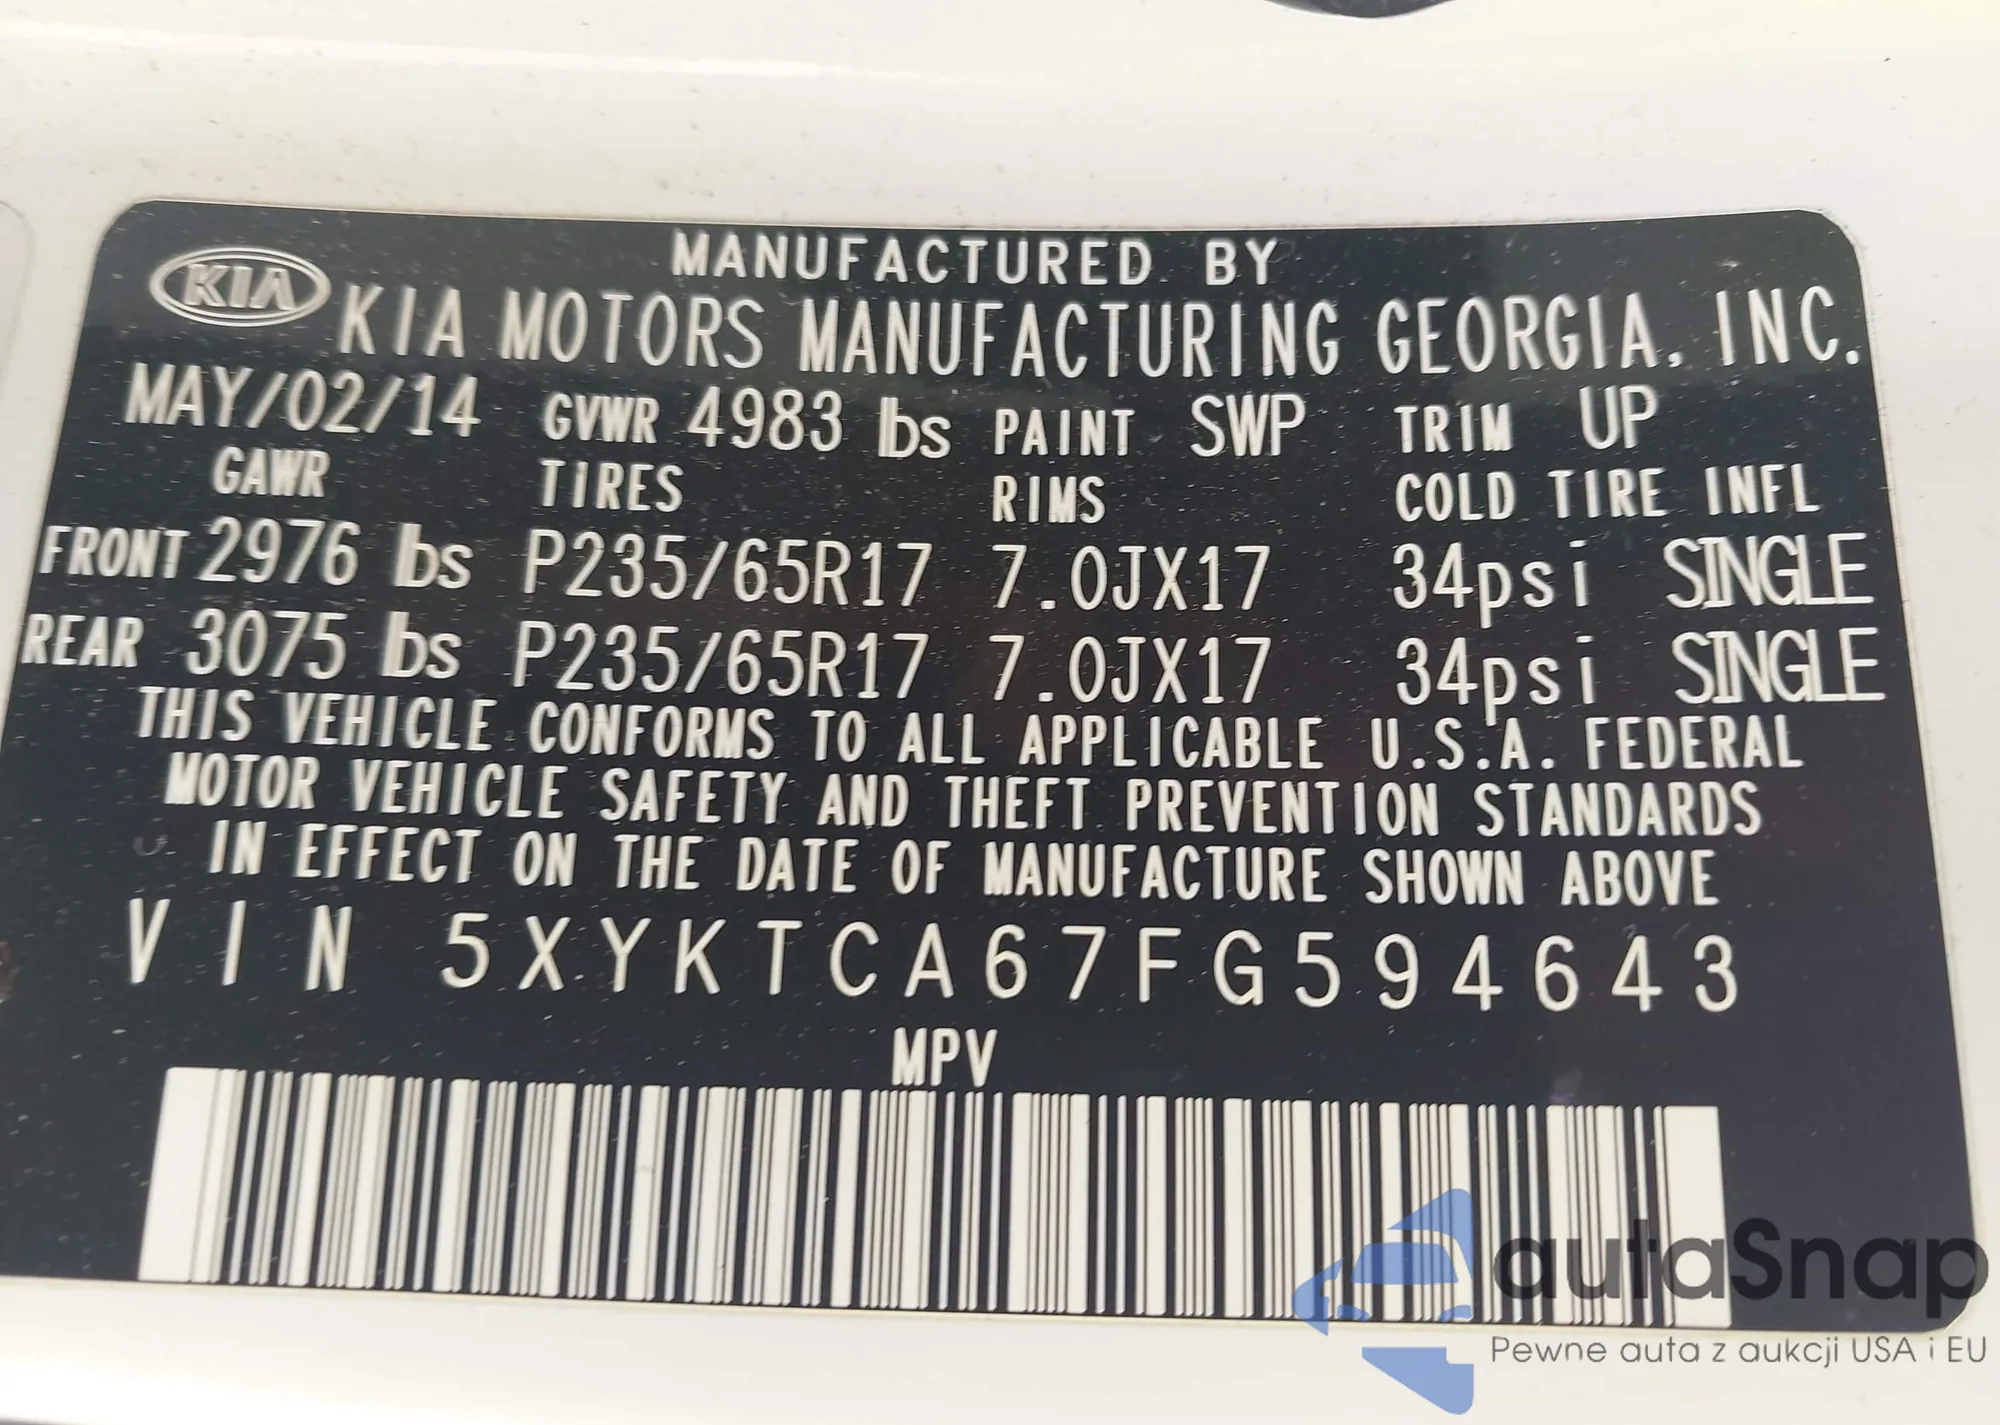 MANUFACTURED BY
KIA KIA MOTORS MANUFACTURING GEORGIA, INC.
MAY/02/14 GVWR 4983 lbs PAINT SWP TRIM UP
GAWR TIRES RIMS COLD TIRE INFL
FRONT 2976 lbs P235/65R17 7.0JX17 34psi SINGLE
REAR 3075 lbs P235/65R17 7.0JX17 34psi SINGLE
THIS VEHICLE CONFORMS TO ALL APPLICABLE U.S.A. FEDERAL
MOTOR VEHICLE SAFETY AND THEFT PREVENTION STANDARDS
IN EFFECT ON THE DATE OF MANUFACTURE SHOWN ABOVE
VIN 5XYKTCA67FG594643
MPV
autaSnap
Pewne auta z aukcji USA i EU